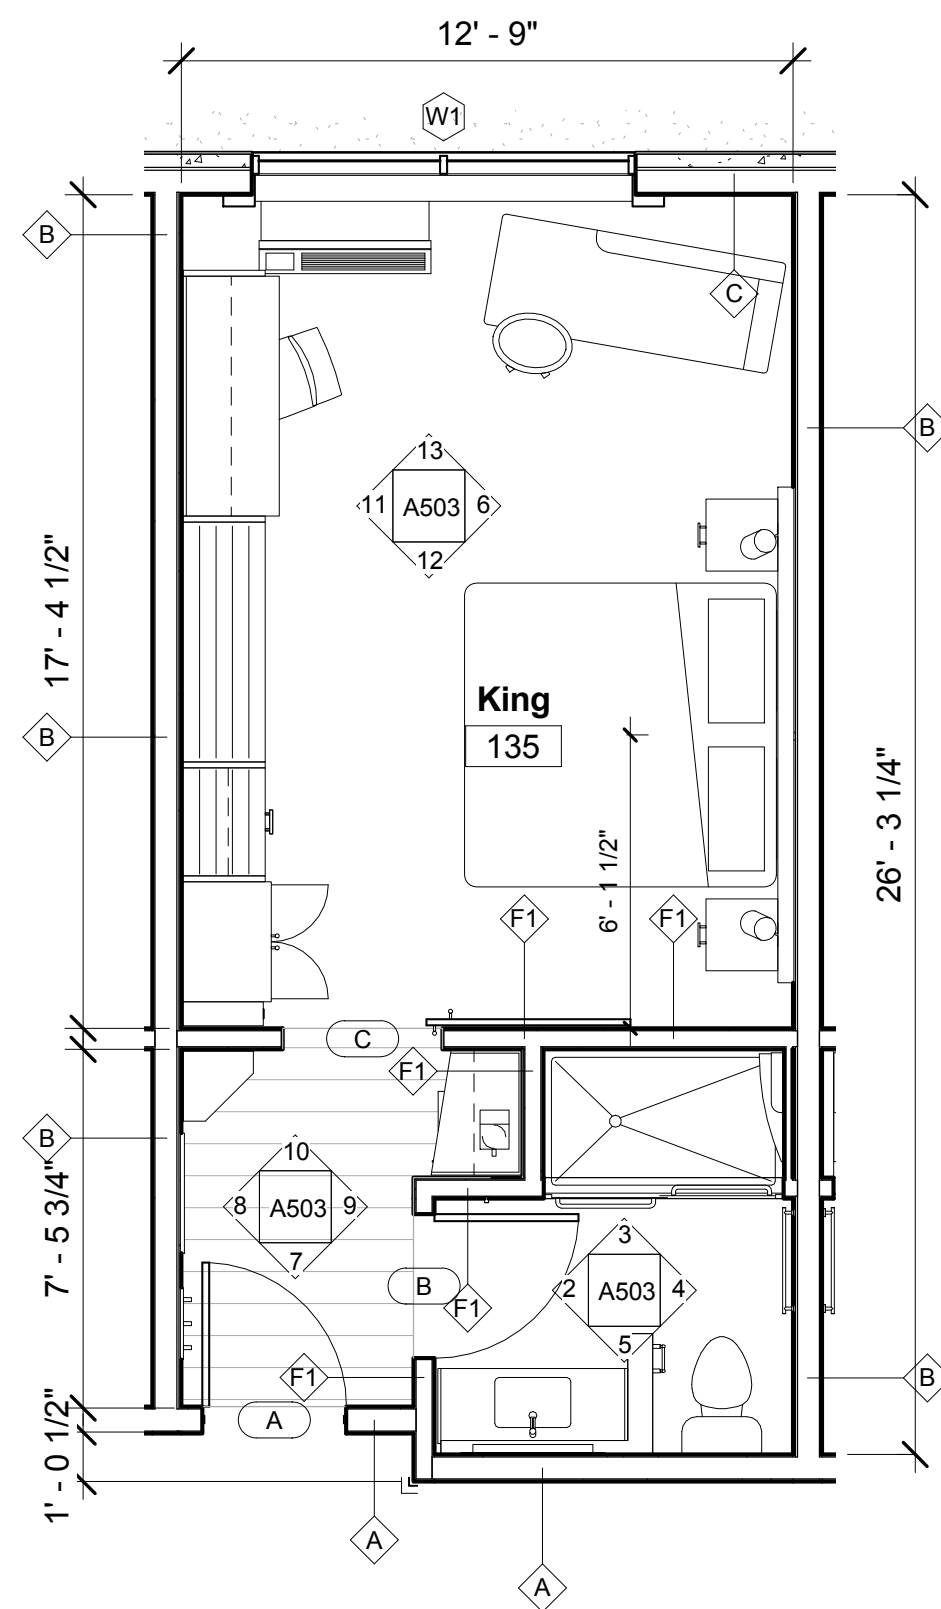 12' - 9"
W1
B
C
B
13
11 A503 6
12
17' - 4 1/2"
King
135
B
26' - 3 1/4"
6' - 1 1/2"
F1
F1
C
F1
B
7' - 5 3/4"
10
8 A503 9
7
3
2 A503 4
5
B
F1
F1
B
A
1' - 0 1/2"
A
A